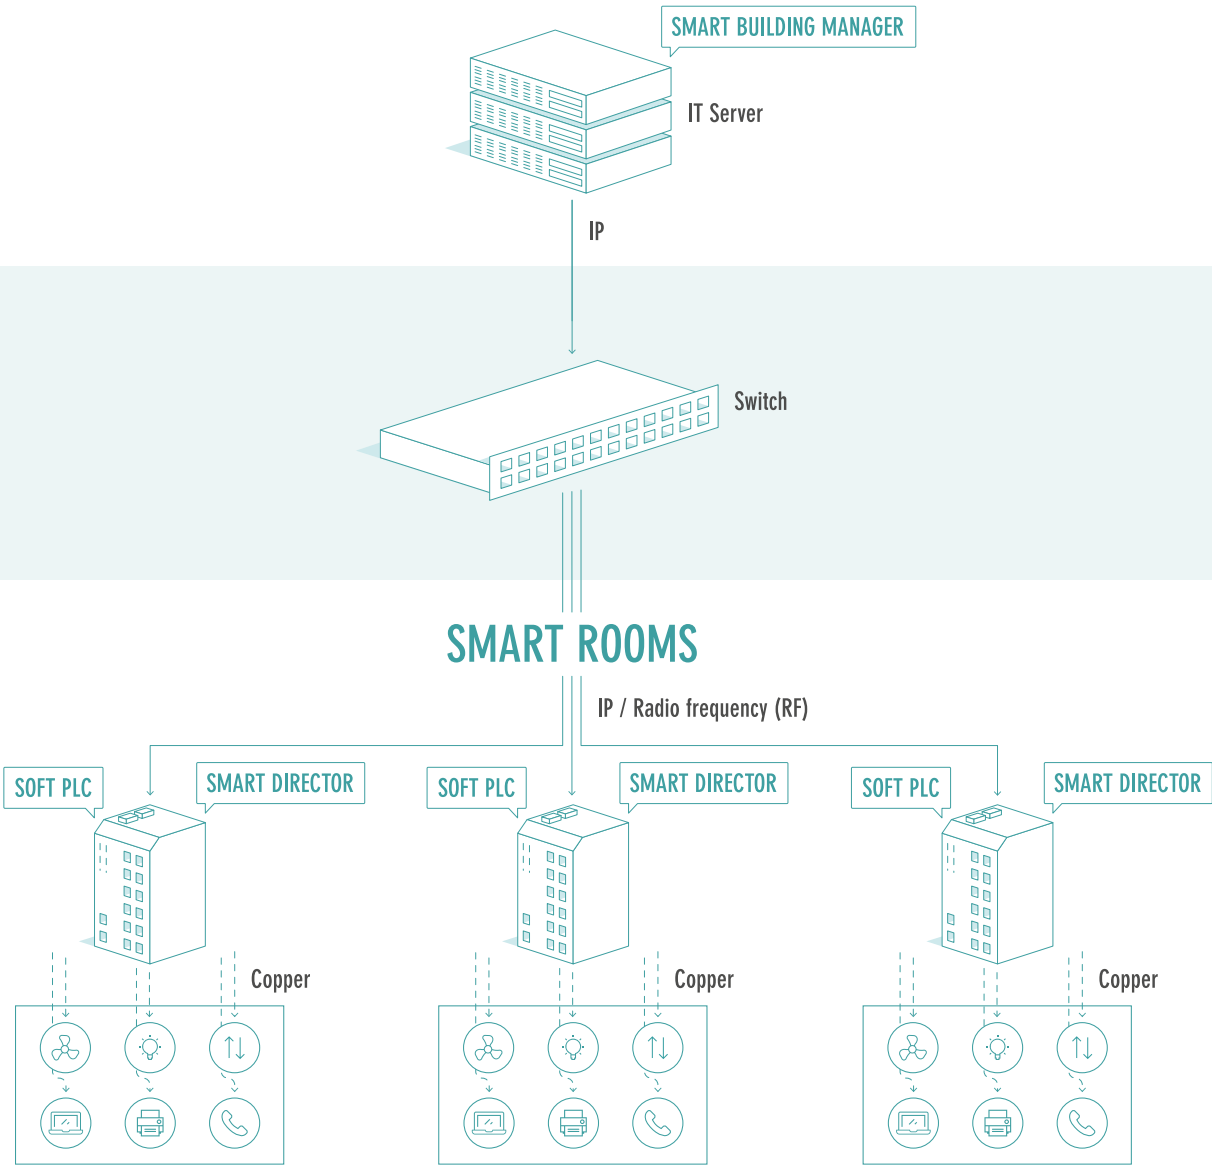 SMART BUILDING MANAGER
IT Server
IP
Switch
SMART ROOMS
IP / Radio frequency (RF)
SOFT PLC
SMART DIRECTOR
SOFT PLC
SMART DIRECTOR
SOFT PLC
SMART DIRECTOR
Copper
Copper
Copper